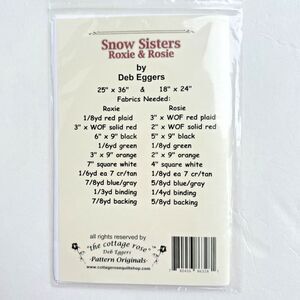 Snow Sisters
Roxie & Rosie
by
Deb Eggers
25" x 36" & 18" x 24"
Fabrics Needed:
Roxie Rosie
1/8yd red plaid 3" x WOF red plaid
3" x WOF solid red 2" x WOF solid red
6" x 9" black 5" x 9" black
1/6yd green 1/8yd green
3" x 9" orange 2" x 9" orange
7" square white 4" square white
1/6yd ea 7 cr/tan 1/6yd ea 7 cr/tan
7/8yd blue/gray 5/8yd blue/gray
1/3yd binding 1/4yd binding
7/8yd backing 5/8yd backing
all rights reserved by
"the cottage rose"
Deb Eggers
Pattern Originals
www.cottagerosequiltshop.com